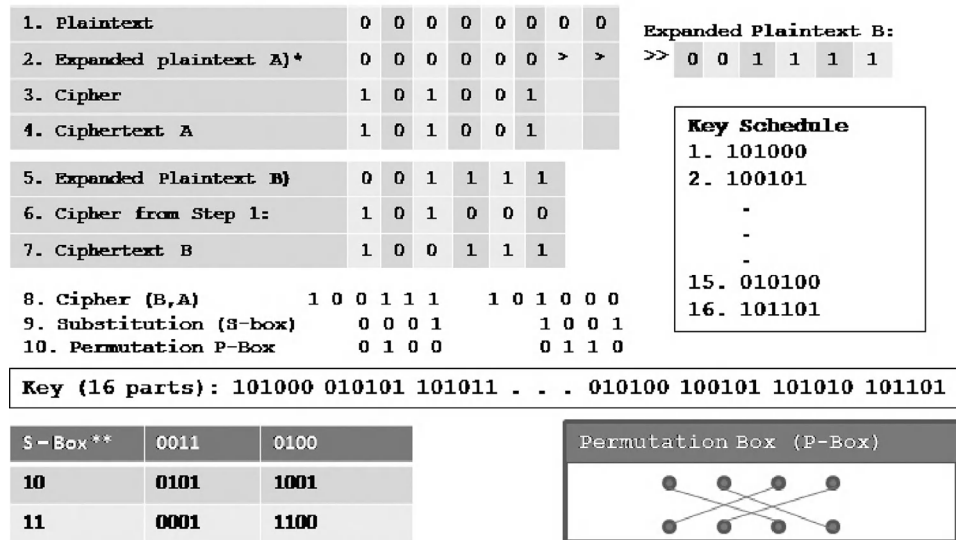 1. Plaintext 0 0 0 0 0 0 0 0
2. Expanded plaintext A)* 0 0 0 0 0 0 > >
3. Cipher 1 0 1 0 0 1
4. Ciphertext A 1 0 1 0 0 1
Expanded Plaintext B:
>> 0 0 1 1 1 1
5. Expanded Plaintext B) 0 0 1 1 1 1
6. Cipher from Step 1: 1 0 1 0 0 0
7. Ciphertext B 1 0 0 1 1 1
Key Schedule
1. 101000
2. 100101
.
.
.
15. 010100
16. 101101
8. Cipher (B,A) 1 0 0 1 1 1 1 0 1 0 0 0
9. Substitution (S-box) 0 0 0 1 1 0 0 1
10. Permutation P-Box 0 1 0 0 0 1 1 0
Key (16 parts): 101000 010101 101011 . . . 010100 100101 101010 101101
S-Box** 0011 0100
10 0101 1001
11 0001 1100
Permutation Box (P-Box)